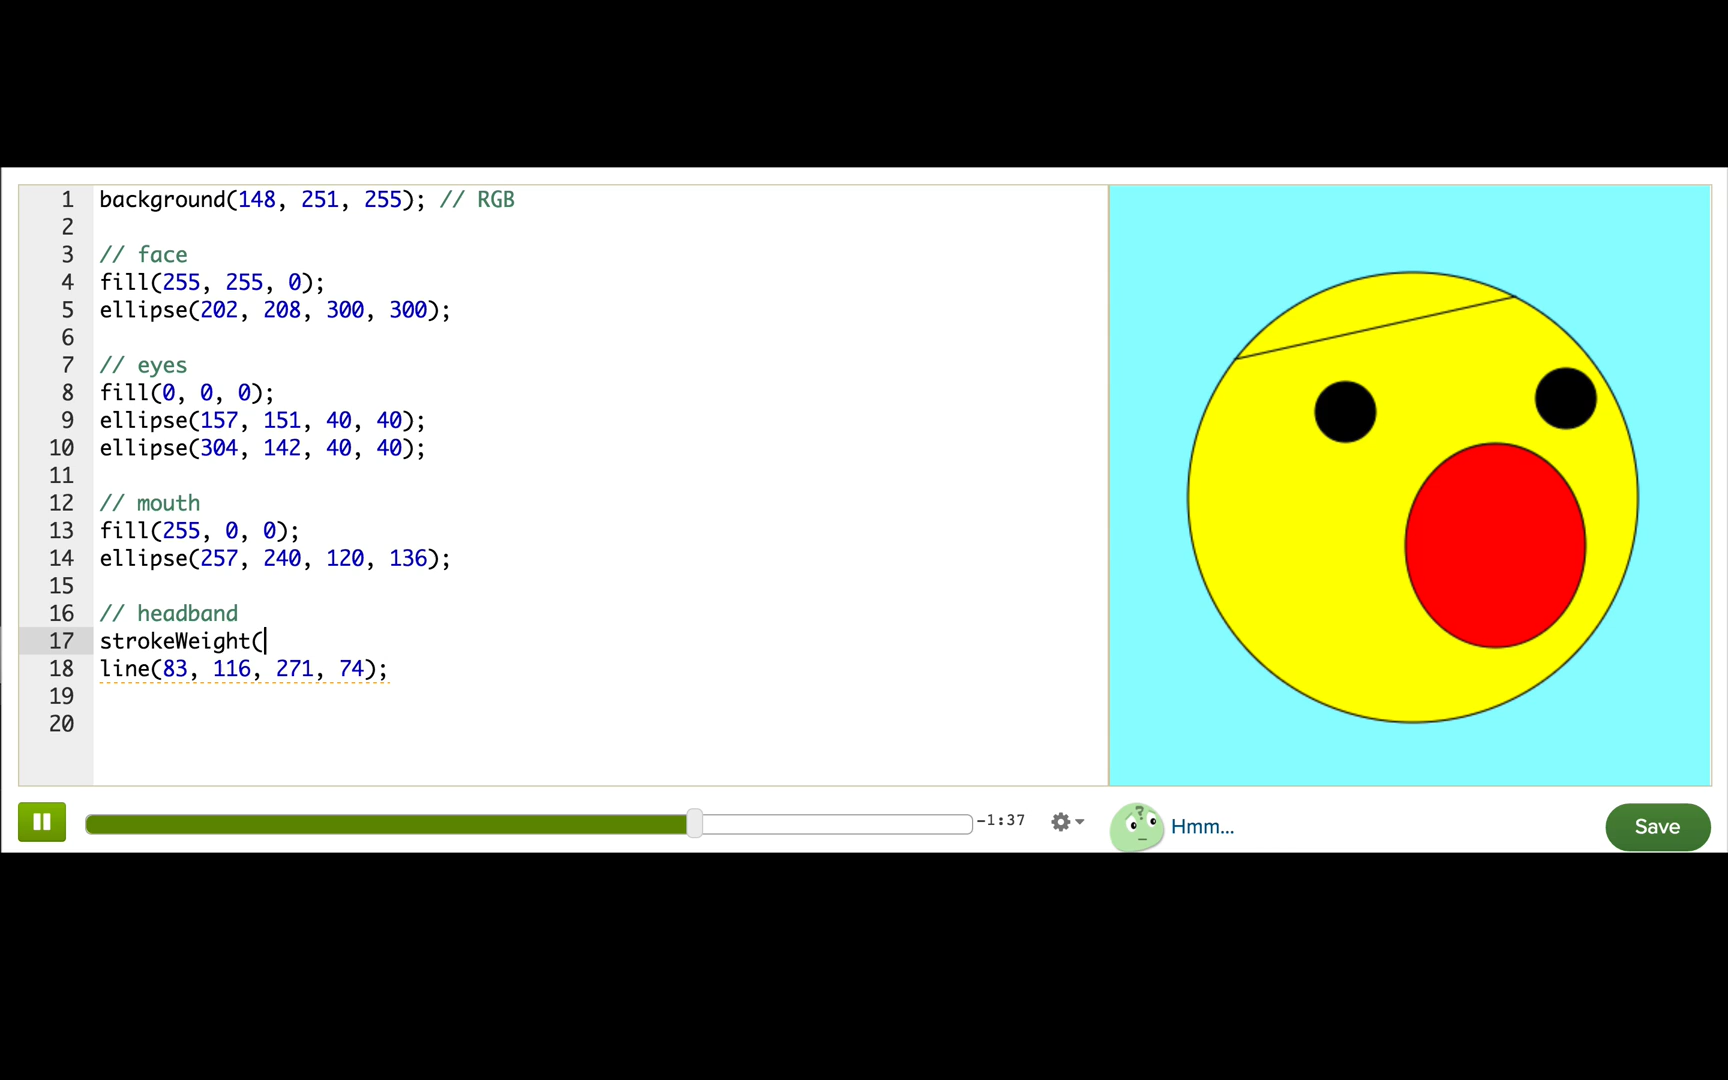 1 background(148, 251, 255); // RGB
2
3 // face
4 fill(255, 255, 0);
5 ellipse(202, 208, 300, 300);
6
7 // eyes
8 fill(0, 0, 0);
9 ellipse(157, 151, 40, 40);
10 ellipse(304, 142, 40, 40);
11
12 // mouth
13 fill(255, 0, 0);
14 ellipse(257, 240, 120, 136);
15
16 // headband
17 strokeWeight(
18 line(83, 116, 271, 74);
19
20
-1:37
?
Hmm...
Save